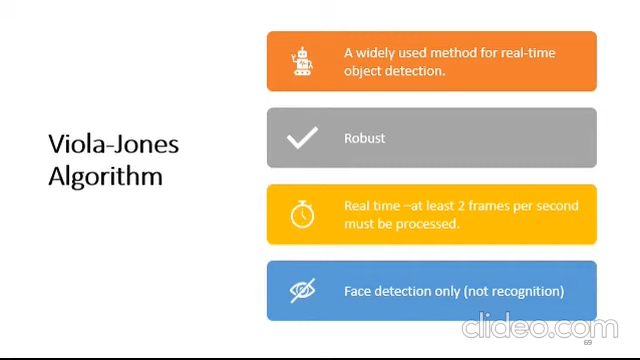 Viola-Jones
Algorithm
A widely used method for real-time
object detection.
Robust
Real time –at least 2 frames per second
must be processed.
Face detection only (not recognition)
clideo.com
69